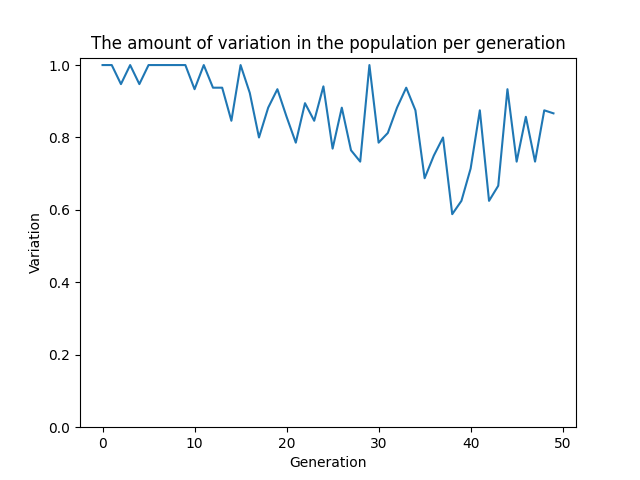 The amount of variation in the population per generation
1.0
0.8
0.6
0.4
0.2
0.0
Variation
0 10 20 30 40 50
Generation